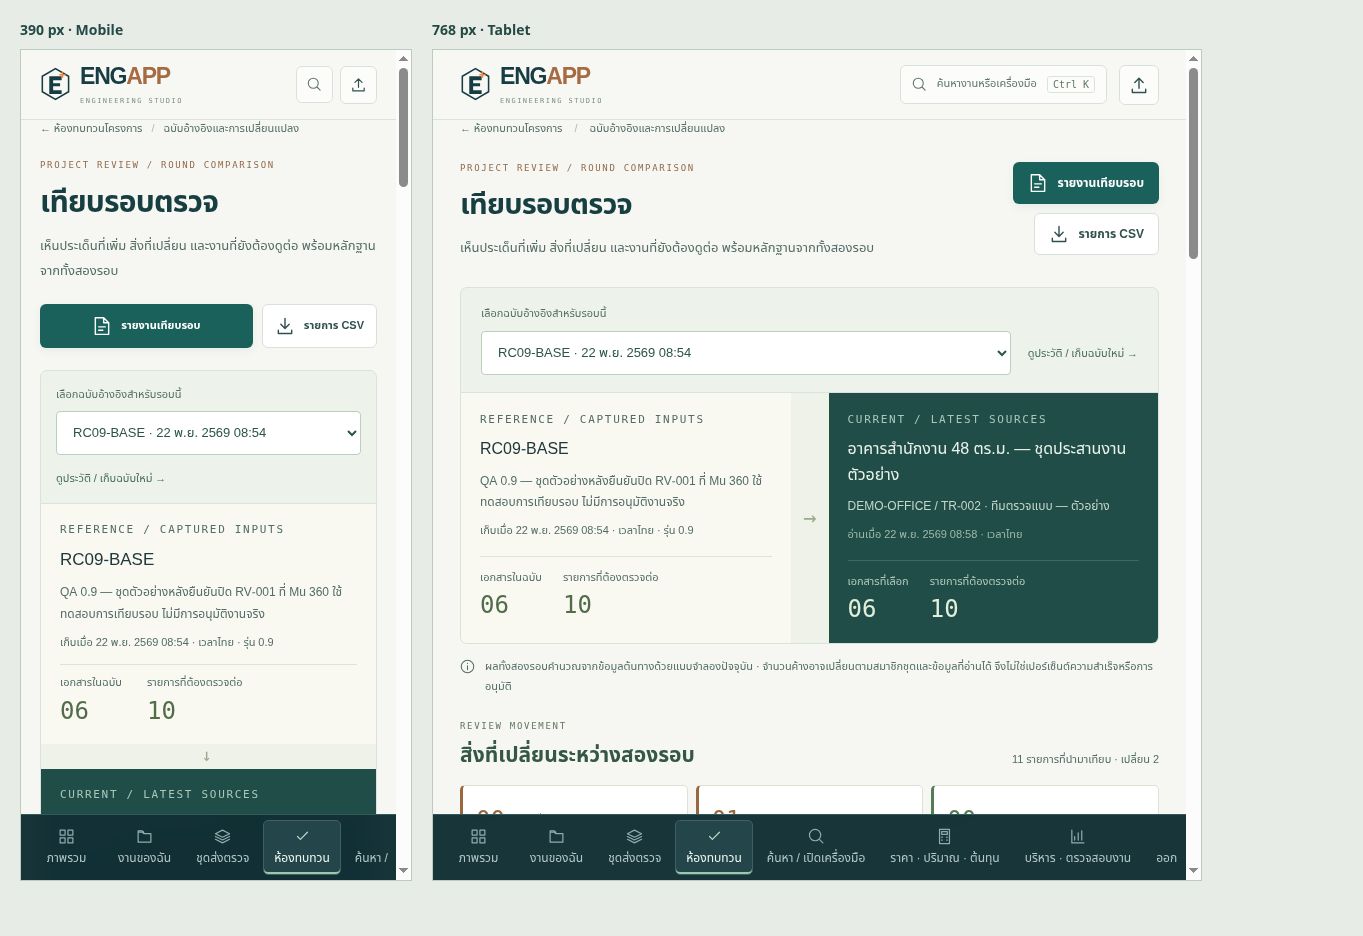 390 px · Mobile
ENGAPP
ENGINEERING STUDIO
← ห้องทบทวนโครงการ / ฉบับอ้างอิงและการเปลี่ยนแปลง
PROJECT REVIEW / ROUND COMPARISON
เทียบรอบตรวจ
เห็นประเด็นที่เพิ่ม สิ่งที่เปลี่ยน และงานที่ยังต้องดูต่อ พร้อมหลักฐาน
จากทั้งสองรอบ
รายงานเทียบรอบ
รายการ CSV
เลือกฉบับอ้างอิงสำหรับรอบนี้
RC09-BASE · 22 พ.ย. 2569 08:54
ดูประวัติ / เก็บฉบับใหม่ →
REFERENCE / CAPTURED INPUTS
RC09-BASE
QA 0.9 — ชุดตัวอย่างหลังยืนยันปิด RV-001 ที่ Mu 360 ใช้
ทดสอบการเทียบรอบ ไม่มีการอนุมัติงานจริง
เก็บเมื่อ 22 พ.ย. 2569 08:54 · เวลาไทย · รุ่น 0.9
เอกสารในฉบับ รายการที่ต้องตรวจต่อ
06 10
↓
CURRENT / LATEST SOURCES
ภาพรวม งานของฉัน ชุดส่งตรวจ ห้องทบทวน ค้นหา /
768 px · Tablet
ENGAPP
ENGINEERING STUDIO
ค้นหางานหรือเครื่องมือ Ctrl K
← ห้องทบทวนโครงการ / ฉบับอ้างอิงและการเปลี่ยนแปลง
PROJECT REVIEW / ROUND COMPARISON
เทียบรอบตรวจ
เห็นประเด็นที่เพิ่ม สิ่งที่เปลี่ยน และงานที่ยังต้องดูต่อ พร้อมหลักฐานจากทั้งสองรอบ
รายงานเทียบรอบ
รายการ CSV
เลือกฉบับอ้างอิงสำหรับรอบนี้
RC09-BASE · 22 พ.ย. 2569 08:54
ดูประวัติ / เก็บฉบับใหม่ →
REFERENCE / CAPTURED INPUTS
RC09-BASE
QA 0.9 — ชุดตัวอย่างหลังยืนยันปิด RV-001 ที่ Mu 360 ใช้
ทดสอบการเทียบรอบ ไม่มีการอนุมัติงานจริง
เก็บเมื่อ 22 พ.ย. 2569 08:54 · เวลาไทย · รุ่น 0.9
เอกสารในฉบับ รายการที่ต้องตรวจต่อ
06 10
→
CURRENT / LATEST SOURCES
อาคารสำนักงาน 48 ตร.ม. — ชุดประสานงาน
ตัวอย่าง
DEMO-OFFICE / TR-002 · ทีมตรวจแบบ — ตัวอย่าง
อ่านเมื่อ 22 พ.ย. 2569 08:58 · เวลาไทย
เอกสารที่เลือก รายการที่ต้องตรวจต่อ
06 10
ผลทั้งสองรอบคำนวณจากข้อมูลต้นทางด้วยแบบจำลองปัจจุบัน · จำนวนค้างอาจเปลี่ยนตามสมาชิกชุดและข้อมูลที่อ่านได้ จึงไม่ใช่เปอร์เซ็นต์ความสำเร็จหรือการ
อนุมัติ
REVIEW MOVEMENT
สิ่งที่เปลี่ยนระหว่างสองรอบ
11 รายการที่นำมาเทียบ · เปลี่ยน 2
ภาพรวม งานของฉัน ชุดส่งตรวจ ห้องทบทวน ค้นหา / เปิดเครื่องมือ ราคา · ปริมาณ · ต้นทุน บริหาร · ตรวจสอบงาน ออก